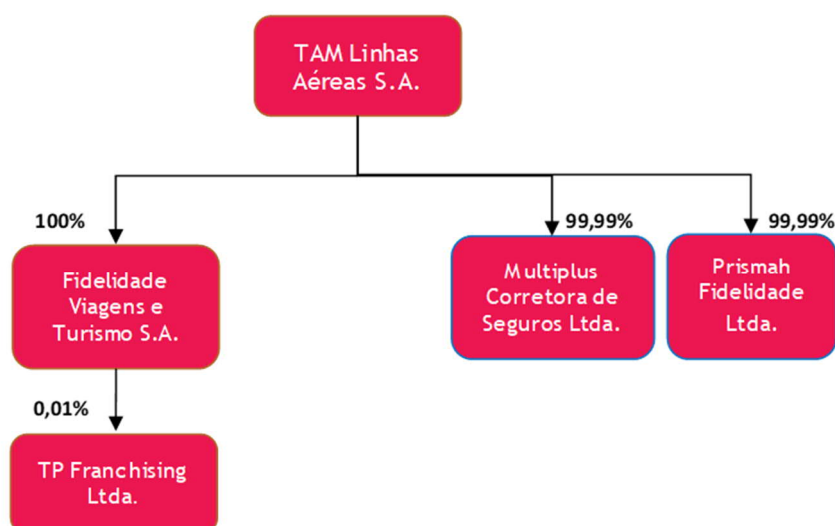 TAM Linhas
Aéreas S.A.
100%
99,99%
99,99%
Fidelidade
Viagens e
Turismo S.A.
Multiplus
Corretora de
Seguros Ltda.
Prismah
Fidelidade
Ltda.
0,01%
TP Franchising
Ltda.